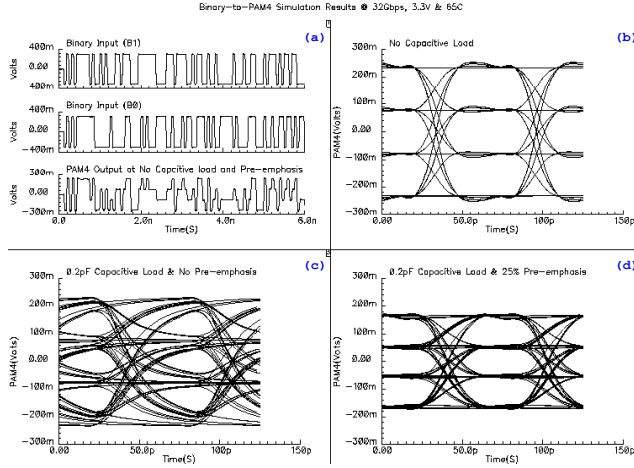 Binary-to-PAM4 Simulation Results @ 32Gbps, 3.3V & 65C
(a)
Binary Input (B1)
400m
0.00
400m
Volts
Binary Input (B0)
400m
0.00
-400m
Volts
PAM4 Output at No Capcitive load and Pre-emphasis
300m
0.00
-300m
Volts
0.0
2.0n
4.0n
6.0n
Time(S)
(b)
No Capacitive Load
300m
200m
100m
0.00
-100m
-200m
-300m
PAM4(Volts)
0.00
50.0p
100p
150p
Time(S)
(c)
0.2pF Capacitive Load & No Pre-emphasis
300m
200m
100m
0.00
-100m
-200m
-300m
PAM4(Volts)
0.00
50.0p
100p
150p
Time(S)
(d)
0.2pF Capacitive Load & 25% Pre-emphasis
300m
200m
100m
0.00
-100m
-200m
-300m
PAM4(Volts)
0.00
50.0p
100p
150p
Time(S)